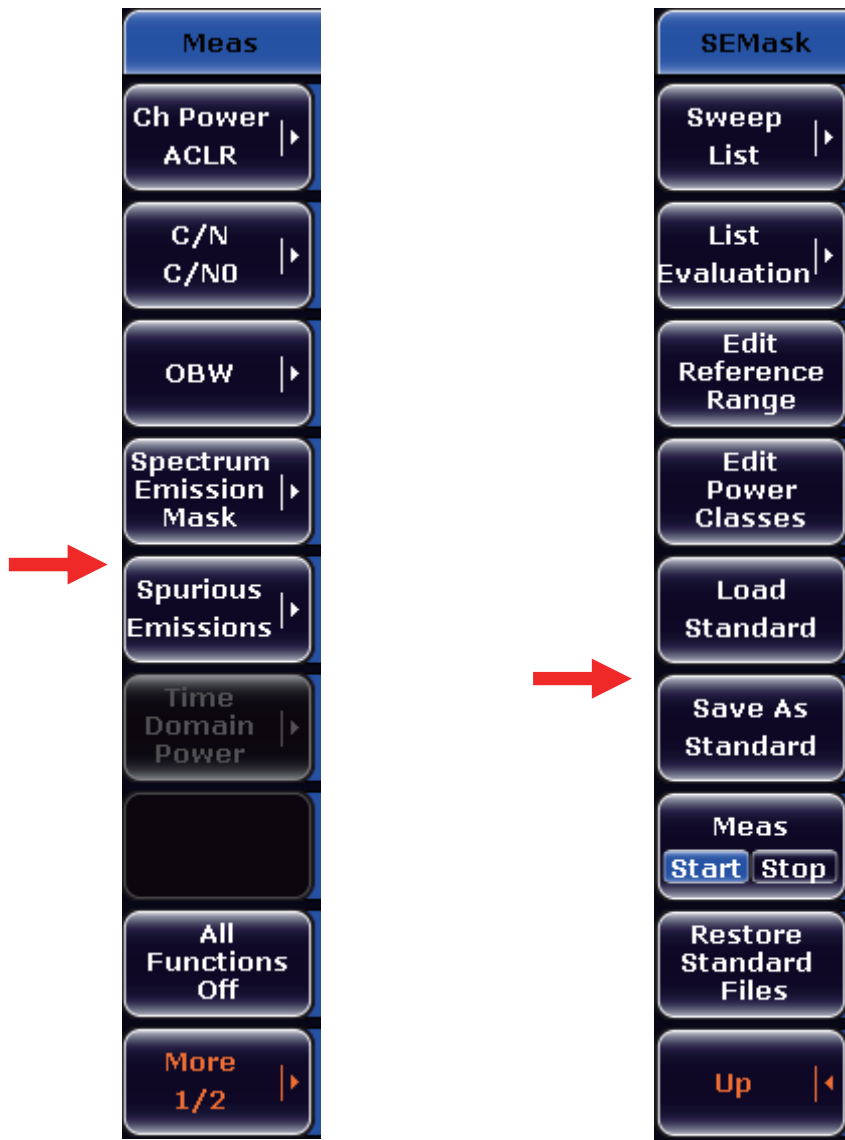 Meas
Ch Power
ACLR
C/N
C/N0
OBW
Spectrum
Emission
Mask
Spurious
Emissions
Time
Domain
Power
All
Functions
Off
More
1/2
SEMask
Sweep
List
List
Evaluation
Edit
Reference
Range
Edit
Power
Classes
Load
Standard
Save As
Standard
Meas
Start Stop
Restore
Standard
Files
Up